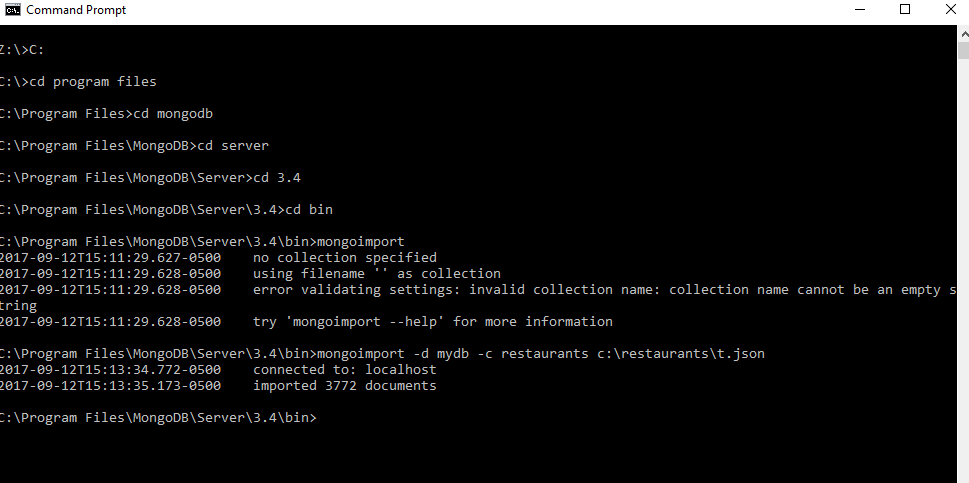 Command Prompt
Z:\>C:
C:\>cd program files
C:\Program Files>cd mongodb
C:\Program Files\MongoDB>cd server
C:\Program Files\MongoDB\Server>cd 3.4
C:\Program Files\MongoDB\Server\3.4>cd bin
C:\Program Files\MongoDB\Server\3.4\bin>mongoimport
2017-09-12T15:11:29.627-0500    no collection specified
2017-09-12T15:11:29.628-0500    using filename '' as collection
2017-09-12T15:11:29.628-0500    error validating settings: invalid collection name: collection name cannot be an empty s
tring
2017-09-12T15:11:29.628-0500    try 'mongoimport --help' for more information
C:\Program Files\MongoDB\Server\3.4\bin>mongoimport -d mydb -c restaurants c:\restaurants\t.json
2017-09-12T15:13:34.772-0500    connected to: localhost
2017-09-12T15:13:35.173-0500    imported 3772 documents
C:\Program Files\MongoDB\Server\3.4\bin>